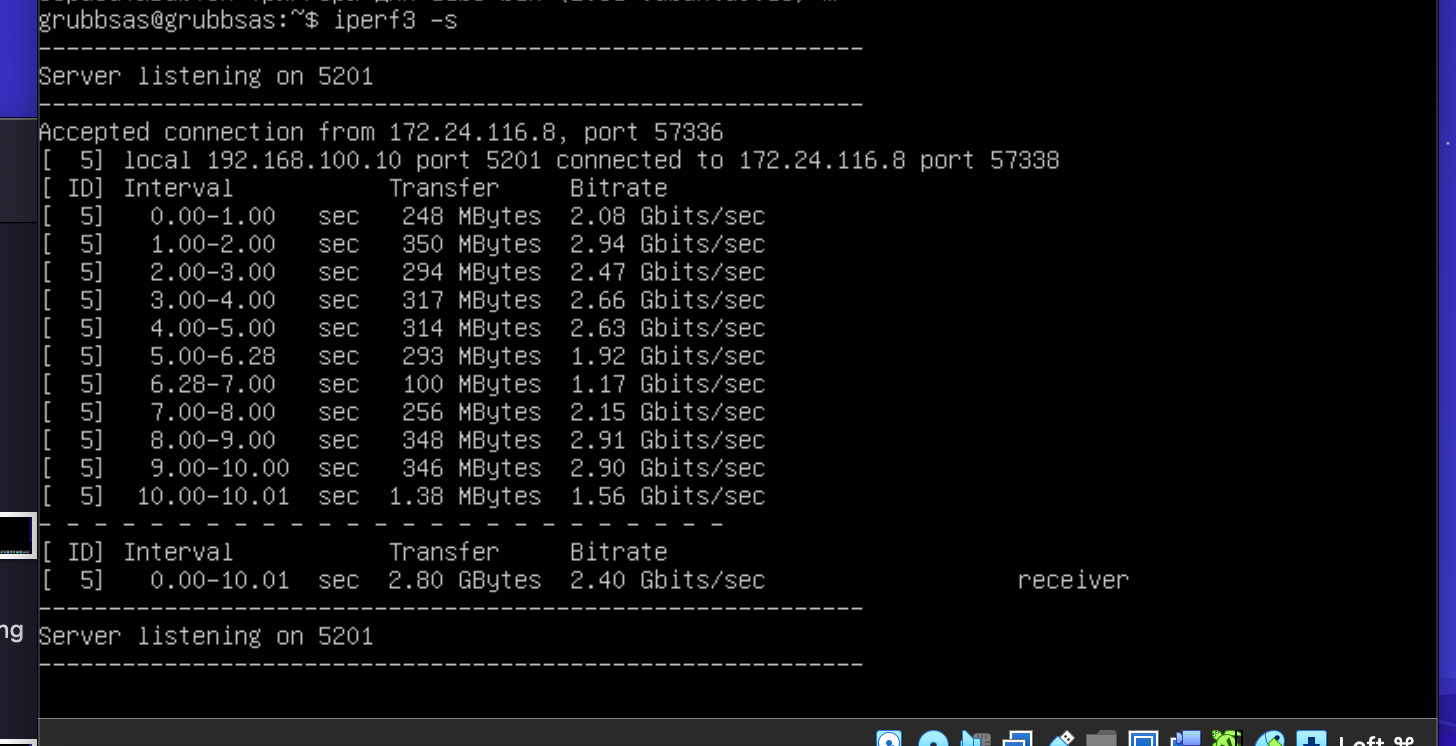 grubbsas@grubbsas:~$ iperf3 -s
-----------------------------------------------------------
Server listening on 5201
-----------------------------------------------------------
Accepted connection from 172.24.116.8, port 57336
[  5] local 192.168.100.10 port 5201 connected to 172.24.116.8 port 57338
[ ID] Interval           Transfer     Bitrate
[  5]   0.00-1.00   sec   248 MBytes  2.08 Gbits/sec
[  5]   1.00-2.00   sec   350 MBytes  2.94 Gbits/sec
[  5]   2.00-3.00   sec   294 MBytes  2.47 Gbits/sec
[  5]   3.00-4.00   sec   317 MBytes  2.66 Gbits/sec
[  5]   4.00-5.00   sec   314 MBytes  2.63 Gbits/sec
[  5]   5.00-6.28   sec   293 MBytes  1.92 Gbits/sec
[  5]   6.28-7.00   sec   100 MBytes  1.17 Gbits/sec
[  5]   7.00-8.00   sec   256 MBytes  2.15 Gbits/sec
[  5]   8.00-9.00   sec   348 MBytes  2.91 Gbits/sec
[  5]   9.00-10.00  sec   346 MBytes  2.90 Gbits/sec
[  5]  10.00-10.01  sec  1.38 MBytes  1.56 Gbits/sec
- - - - - - - - - - - - - - - - - - - - - - - - -
[ ID] Interval           Transfer     Bitrate
[  5]   0.00-10.01  sec  2.80 GBytes  2.40 Gbits/sec                  receiver
-----------------------------------------------------------
ng
Server listening on 5201
-----------------------------------------------------------
Left ⌘